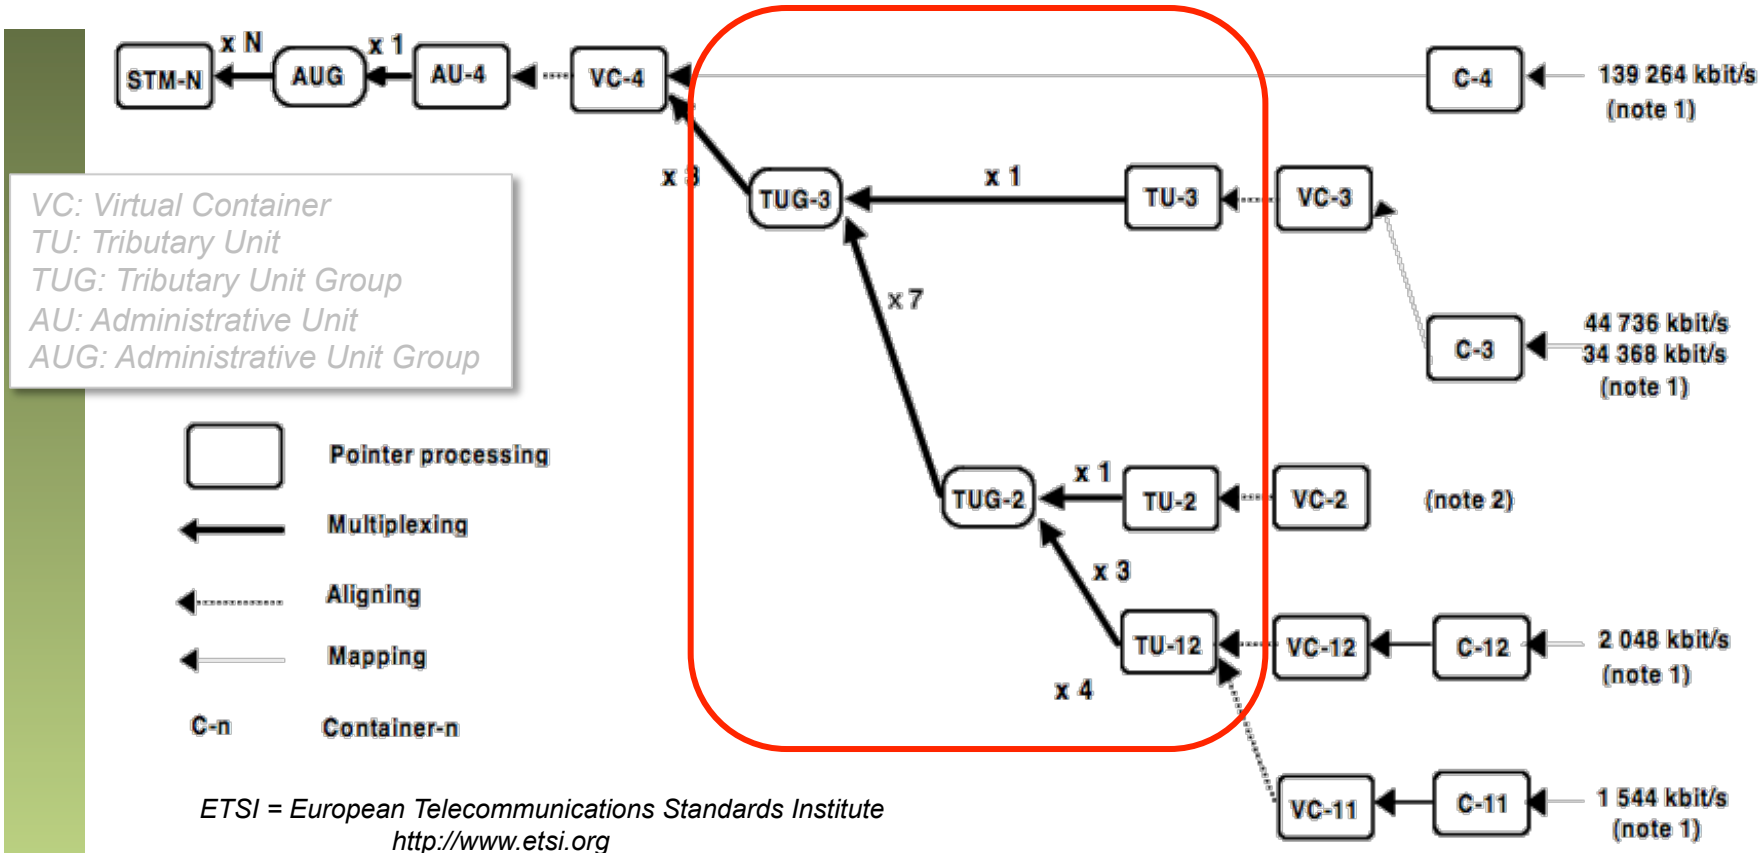 x N
x 1
STM-N
AUG
AU-4
VC-4
C-4
139 264 kbit/s
(note 1)
x 3
TUG-3
x 1
TU-3
VC-3
VC: Virtual Container
TU: Tributary Unit
TUG: Tributary Unit Group
AU: Administrative Unit
AUG: Administrative Unit Group
x 7
C-3
44 736 kbit/s
34 368 kbit/s
(note 1)
Pointer processing
Multiplexing
Aligning
Mapping
C-n
Container-n
TUG-2
x 1
TU-2
VC-2
(note 2)
x 3
TU-12
VC-12
C-12
2 048 kbit/s
(note 1)
x 4
VC-11
C-11
1 544 kbit/s
(note 1)
ETSI = European Telecommunications Standards Institute
http://www.etsi.org